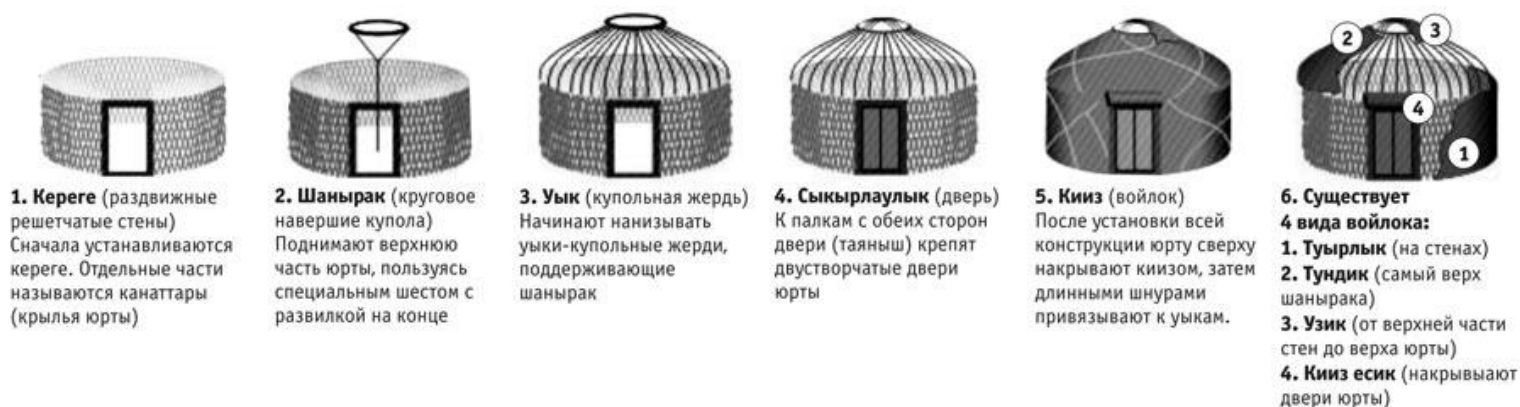 1. Кереге (раздвижные
решетчатые стены)
Сначала устанавливаются
кереге. Отдельные части
называются канаттары
(крылья юрты)
2. Шанырак (круговое
навершие купола)
Поднимают верхнюю
часть юрты, пользуясь
специальным шестом с
развилкой на конце
3. Уык (купольная жердь)
Начинают нанизывать
уыки-купольные жерди,
поддерживающие
шанырак
4. Сыкырлаулык (дверь)
К палкам с обеих сторон
двери (таяныш) крепят
двустворчатые двери
юрты
5. Кииз (войлок)
После установки всей
конструкции юрту сверху
накрывают киизом, затем
длинными шнурами
привязывают к уыкам.
2
3
4
1
6. Существует
4 вида войлока:
1. Туырлык (на стенах)
2. Тундик (самый верх
шанырака)
3. Узик (от верхней части
стен до верха юрты)
4. Кииз есик (накрывыают
двери юрты)